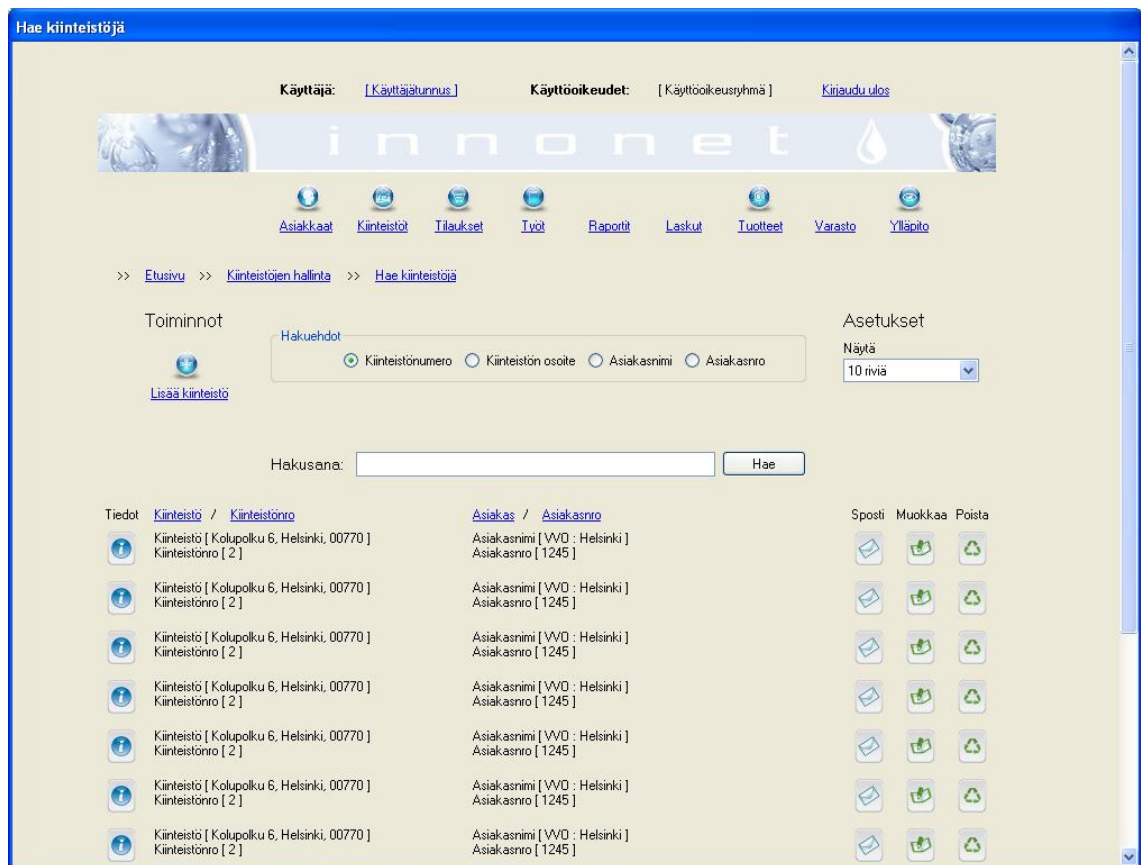 Hae kiinteistöjä
Käyttäjä: [ Käyttäjätunnus ] Käyttöoikeudet: [ Käyttöoikeusryhmä ] Kirjaudu ulos
innonet
Asiakkaat Kiinteistöt Tilaukset Työt Raportit Laskut Tuotteet Varasto Ylläpito
>> Etusivu >> Kiinteistöjen hallinta >> Hae kiinteistöjä
Toiminnot
Lisää kiinteistö
Hakuehdot
Kiinteistönumero Kiinteistön osoite Asiakasnimi Asiakasnro
Asetukset
Näytä
10 riviä
Hakusana: Hae
Tiedot Kiinteistö / Kiinteistönro Asiakas / Asiakasnro Sposti Muokkaa Poista
Kiinteistö [ Kolupolku 6, Helsinki, 00770 ] Asiakasnimi [ VVO : Helsinki ]
Kiinteistönro [ 2 ] Asiakasnro [ 1245 ]
Kiinteistö [ Kolupolku 6, Helsinki, 00770 ] Asiakasnimi [ VVO : Helsinki ]
Kiinteistönro [ 2 ] Asiakasnro [ 1245 ]
Kiinteistö [ Kolupolku 6, Helsinki, 00770 ] Asiakasnimi [ VVO : Helsinki ]
Kiinteistönro [ 2 ] Asiakasnro [ 1245 ]
Kiinteistö [ Kolupolku 6, Helsinki, 00770 ] Asiakasnimi [ VVO : Helsinki ]
Kiinteistönro [ 2 ] Asiakasnro [ 1245 ]
Kiinteistö [ Kolupolku 6, Helsinki, 00770 ] Asiakasnimi [ VVO : Helsinki ]
Kiinteistönro [ 2 ] Asiakasnro [ 1245 ]
Kiinteistö [ Kolupolku 6, Helsinki, 00770 ] Asiakasnimi [ VVO : Helsinki ]
Kiinteistönro [ 2 ] Asiakasnro [ 1245 ]
Kiinteistö [ Kolupolku 6, Helsinki, 00770 ] Asiakasnimi [ VVO : Helsinki ]
Kiinteistönro [ 2 ] Asiakasnro [ 1245 ]